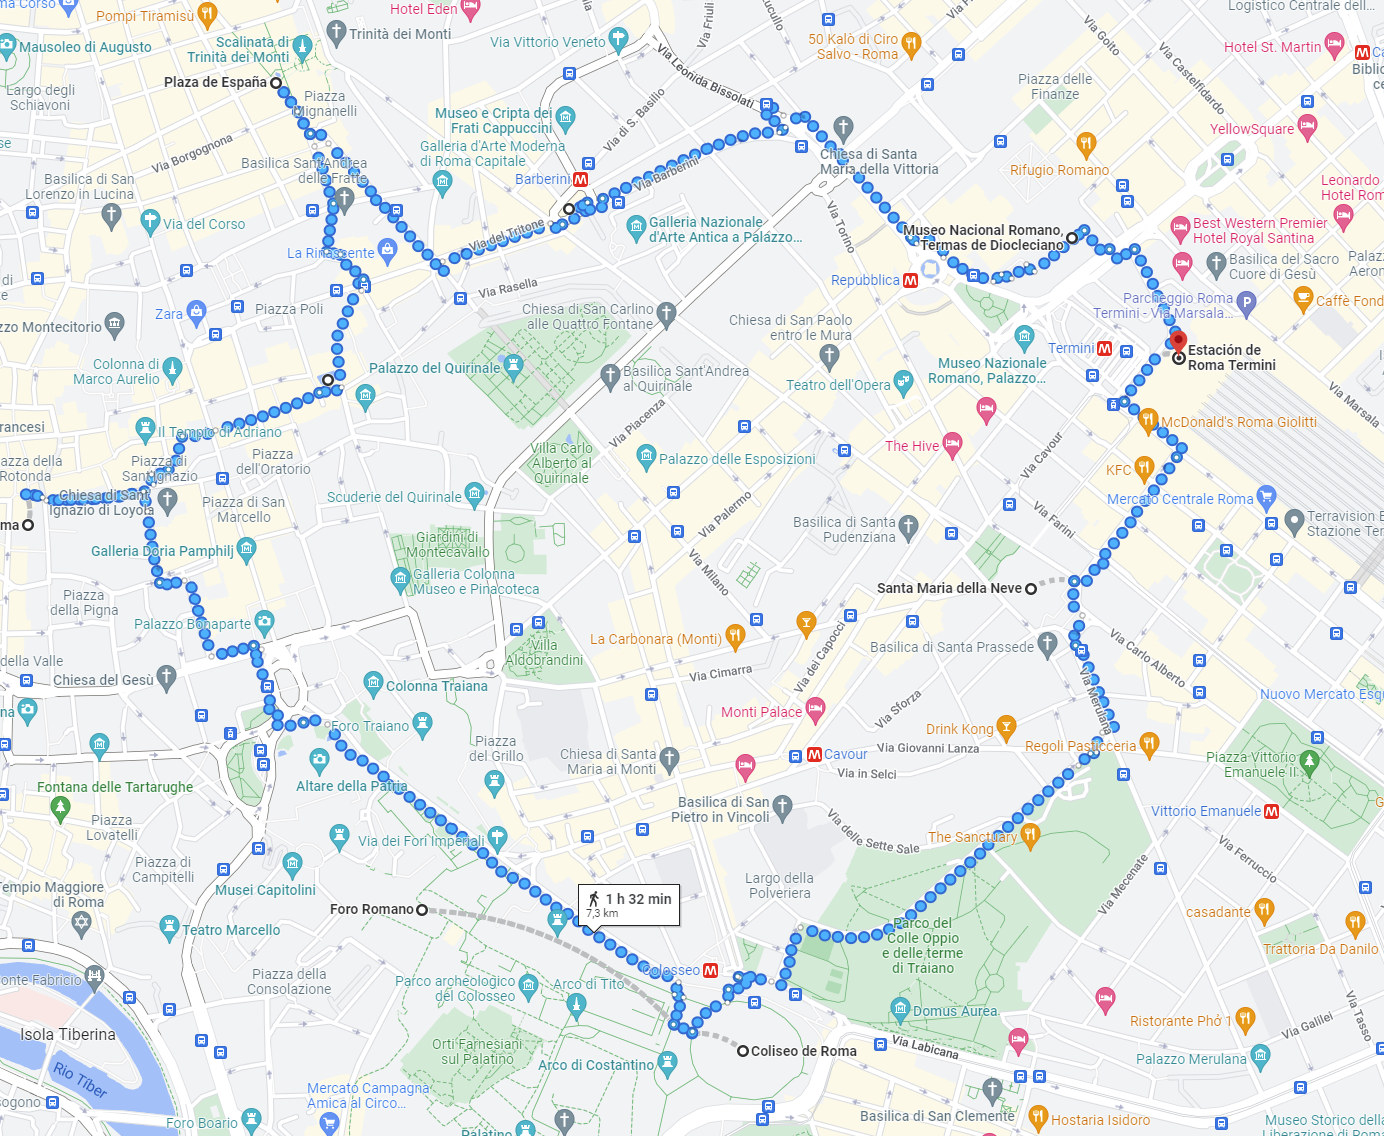 ma Corso
Pompi Tiramisù
Hotel Eden
Trinità dei Monti
Via Vittorio Veneto
Via Friuli
Lucullo
50 Kalò di Ciro
Salvo - Roma
Via Golto
Logistico Centrale dell...
Hotel St. Martin
Mausoleo di Augusto
Scalinata di
Trinità dei Monti
Via Leonida Bissolati
Via Castelfidardo
Plaza de España
Largo degli
Schiavoni
Piazza
Mignanelli
Via di S. Basilio
Piazza delle
Finanze
Museo e Cripta dei
Frati Cappuccini
YellowSquare
Via Borgognona
Galleria d'Arte Moderna
di Roma Capitale
Chiesa di Santa
Maria della Vittoria
Rifugio Romano
Basilica di San
Lorenzo in Lucina
Basilica Sant'Andrea
delle Fratte
Barberini
Via Barberini
Leonardo
Hotel Rom
Via del Corso
Via del Tritone
Galleria Nazionale
d'Arte Antica a Palazzo...
Via Torino
Museo Nacional Romano,
Termas de Diocleciano
Best Western Premier
Hotel Royal Santina
La Rinascente
Via Rasella
Repubblica
Basilica del Sacro
Cuore di Gesù
Zara
Piazza Poli
Chiesa di San Carlino
alle Quattro Fontane
Chiesa di San Paolo
entro le Mura
Parcheggio Roma
Termini - Via Marsala...
Caffè Fond
zzo Montecitorio
Colonna di
Marco Aurelio
Palazzo del Quirinale
Basilica Sant'Andrea
al Quirinale
Teatro dell'Opera
Museo Nazionale
Romano, Palazzo...
Termini
Estación de
Roma Termini
Via Marsala
Via Piacenza
The Hive
Via Cavour
McDonald's Roma Giolitti
rancesi
Il Tempio di Adriano
Piazza
dell'Oratorio
Villa Carlo
Alberto al
Quirinale
Palazzo delle Esposizioni
KFC
azza della
Rotonda
Piazza di
Sant'Ignazio
Chiesa di Sant'
Ignazio di Loyola
Piazza di San
Marcello
Scuderie del Quirinale
Via Palermo
Via Farini
Mercato Centrale Roma
ma
Basilica di Santa
Pudenziana
Terravision B
Stazione Ter
Galleria Doria Pamphilj
Giardini di
Montecavallo
Via Milano
Galleria Colonna
Museo e Pinacoteca
Santa Maria della Neve
Piazza
della Pigna
Palazzo Bonaparte
La Carbonara (Monti)
Via dei Capocci
Basilica di Santa Prassede
Via Carlo Alberto
Villa
Aldobrandini
della Valle
Chiesa del Gesù
Colonna Traiana
Via Cimarra
Via Sforza
Via Merulana
Nuovo Mercato Esq
na
Foro Traiano
Monti Palace
Drink Kong
Regoli Pasticceria
Piazza
del Grillo
Chiesa di Santa
Maria ai Monti
Cavour
Via Giovanni Lanza
Via in Selci
Piazza Vittorio
Emanuele II
Fontana delle Tartarughe
Altare della Patria
Basilica di San
Pietro in Vincoli
Vittorio Emanuele
Piazza
Lovatelli
Via dei Fori Imperiali
Via delle Sette Sale
The Sanctuary
Via Ferruccio
Piazza di
Campitelli
Via Mecenate
Tempio Maggiore
di Roma
Musei Capitolini
Largo della
Polveriera
1 h 32 min
7,3 km
Foro Romano
Teatro Marcello
casadante
Parco del
Colle Oppio
e delle terme
di Traiano
Trattoria Da Danilo
Piazza della
Consolazione
onte Fabricio
Parco archeologico
del Colosseo
Arco di Tito
Colosseo
Domus Aurea
Isola Tiberina
Ristorante Phở 1
Via Galilei
Via Tasso
Orti Farnesiani
sul Palatino
Arco di Costantino
Coliseo de Roma
Via Labicana
Palazzo Merulana
Rio Tíber
Mercato Campagna
Amica al Circo...
sogono
Foro Boario
Palatino
Basilica di San Clemente
Hostaria Isidoro
Museo Storico della
Liberazione di Roma